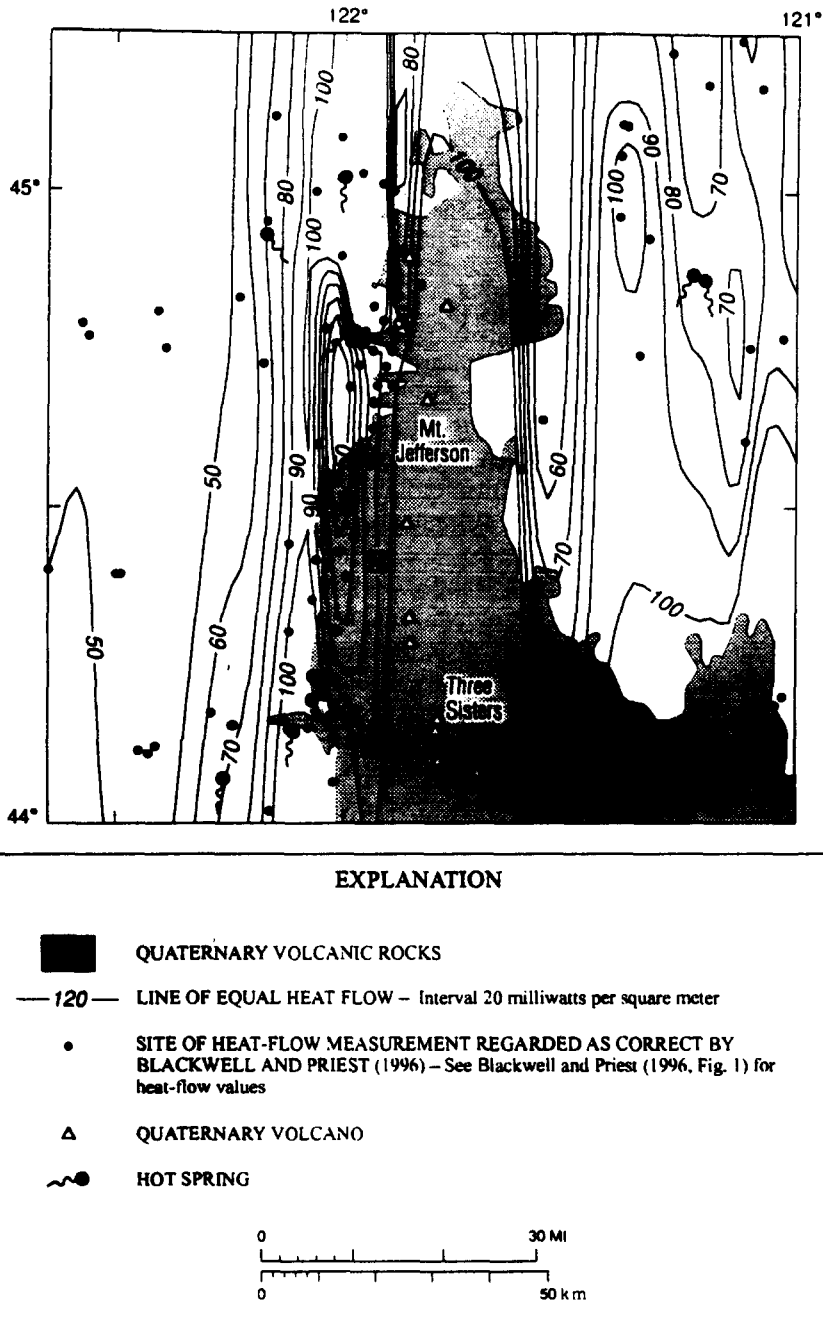 122°
121°
100
80
100
90
100
70
45°
80
100
80
70
100
50
90
90
Mt.
Jefferson
60
70
100
50
60
100
Three
Sisters
70
44°
EXPLANATION
QUATERNARY VOLCANIC ROCKS
120 LINE OF EQUAL HEAT FLOW – Interval 20 milliwatts per square meter
SITE OF HEAT-FLOW MEASUREMENT REGARDED AS CORRECT BY
BLACKWELL AND PRIEST (1996) – See Blackwell and Priest (1996, Fig. 1) for
heat-flow values
QUATERNARY VOLCANO
HOT SPRING
0 30 MI
0 50 km